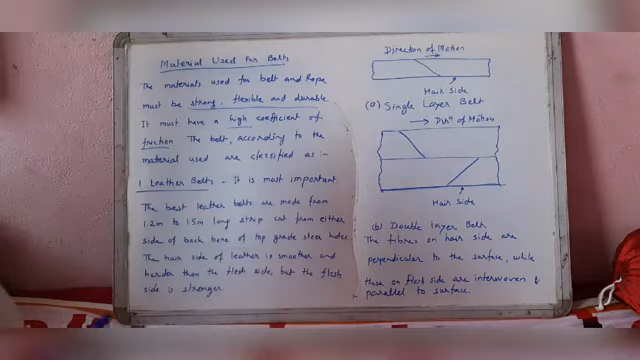 Material Used For Belts
The materials used for belt and Rope
must be strong, flexible and durable.
It must have a high coefficient of
friction The belt, according to the
material used are classified as :-
1 Leather Belts - It is most important.
The best leather belts are made from
1.2m to 1.5m long strip cut from either
side of back bone of top grade steer hides
The hair side of leather is smoother and
harder than the flesh side, but the flesh
side is stronger
Direction of Motion
Hair Side
(a) Single Layer Belt
Dirⁿ of Motion
Hair Side
(b) Double layer Belt
The fibres on hair side are
perpendicular to the surface, while
those on flesh side are interwoven &
parallel to surface.